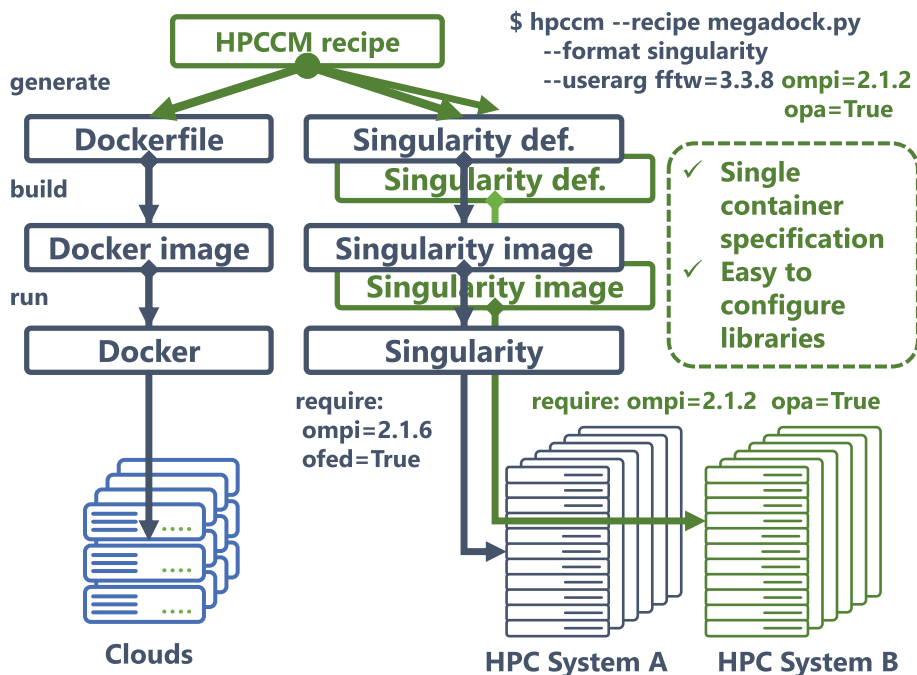 HPCCM recipe
$ hpccm --recipe megadock.py
--format singularity
--userarg fftw=3.3.8 ompi=2.1.2
opa=True
generate
Dockerfile
Singularity def.
Singularity def.
build
Docker image
Singularity image
Singularity image
run
Docker
Singularity
✓ Single
container
specification
✓ Easy to
configure
libraries
require:
ompi=2.1.6
ofed=True
require: ompi=2.1.2 opa=True
Clouds
HPC System A
HPC System B